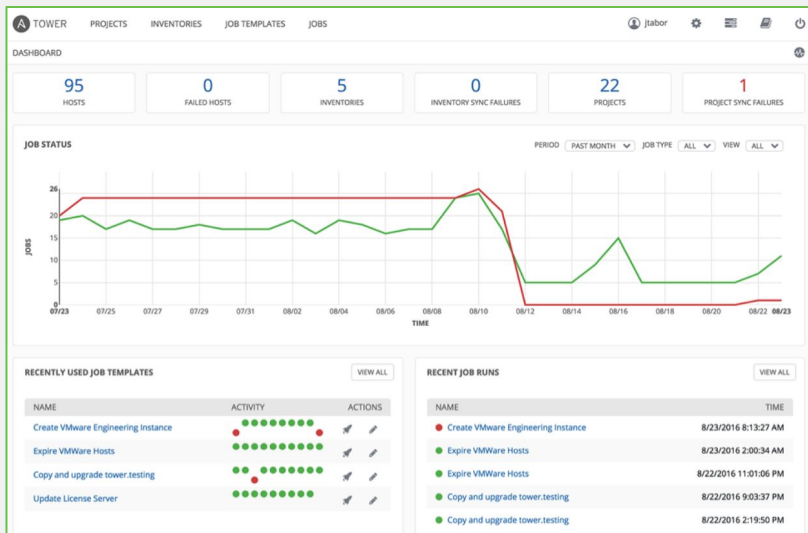 A TOWER PROJECTS INVENTORIES JOB TEMPLATES JOBS jtabor
DASHBOARD
95 0 5 0 22 1
HOSTS FAILED HOSTS INVENTORIES INVENTORY SYNC FAILURES PROJECTS PROJECT SYNC FAILURES
JOB STATUS PERIOD PAST MONTH JOB TYPE ALL VIEW ALL
26
20
15
10
5
0
JOBS
07/23 07/25 07/27 07/29 07/31 08/02 08/04 08/06 08/08 08/10 08/12 08/14 08/16 08/18 08/20 08/22 08/23
TIME
RECENTLY USED JOB TEMPLATES VIEW ALL
NAME ACTIVITY ACTIONS
Create VMware Engineering Instance
Expire VMWare Hosts
Copy and upgrade tower.testing
Update License Server
RECENT JOB RUNS VIEW ALL
NAME TIME
Create VMware Engineering Instance 8/23/2016 8:13:27 AM
Expire VMWare Hosts 8/23/2016 2:00:34 AM
Expire VMWare Hosts 8/22/2016 11:01:06 PM
Copy and upgrade tower.testing 8/22/2016 9:03:37 PM
Copy and upgrade tower.testing 8/22/2016 2:19:50 PM